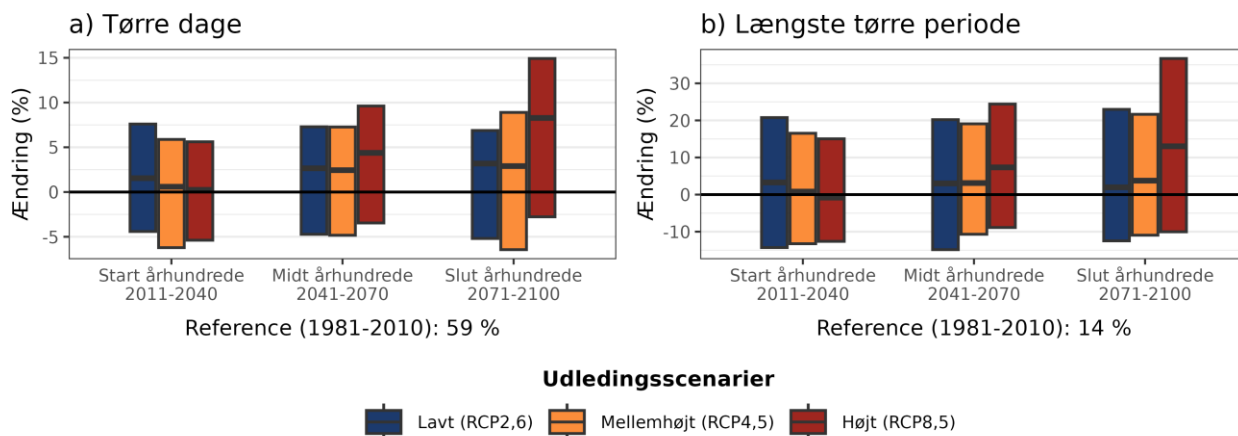 a) Tørre dage
Ændring (%)
15
10
5
0
-5
Start århundrede
2011-2040
Midt århundrede
2041-2070
Slut århundrede
2071-2100
Reference (1981-2010): 59 %
b) Længste tørre periode
Ændring (%)
30
20
10
0
-10
Start århundrede
2011-2040
Midt århundrede
2041-2070
Slut århundrede
2071-2100
Reference (1981-2010): 14 %
Udledingsscenarier
Lavt (RCP2,6)
Mellemhøjt (RCP4,5)
Højt (RCP8,5)